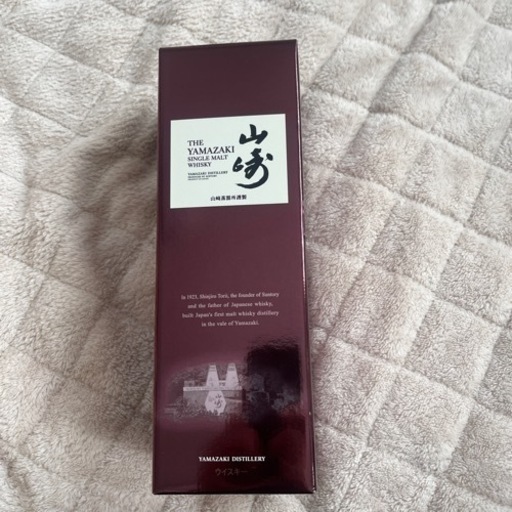 THE
YAMAZAKI
SINGLE MALT
WHISKY
YAMAZAKI DISTILLERY
山崎
山崎蒸溜所謹製
In 1923, Shinjiro Torii, the founder of Suntory
and the father of Japanese whisky,
built Japan's first malt whisky distillery
in the vale of Yamazaki.
YAMAZAKI DISTILLERY
ウイスキー